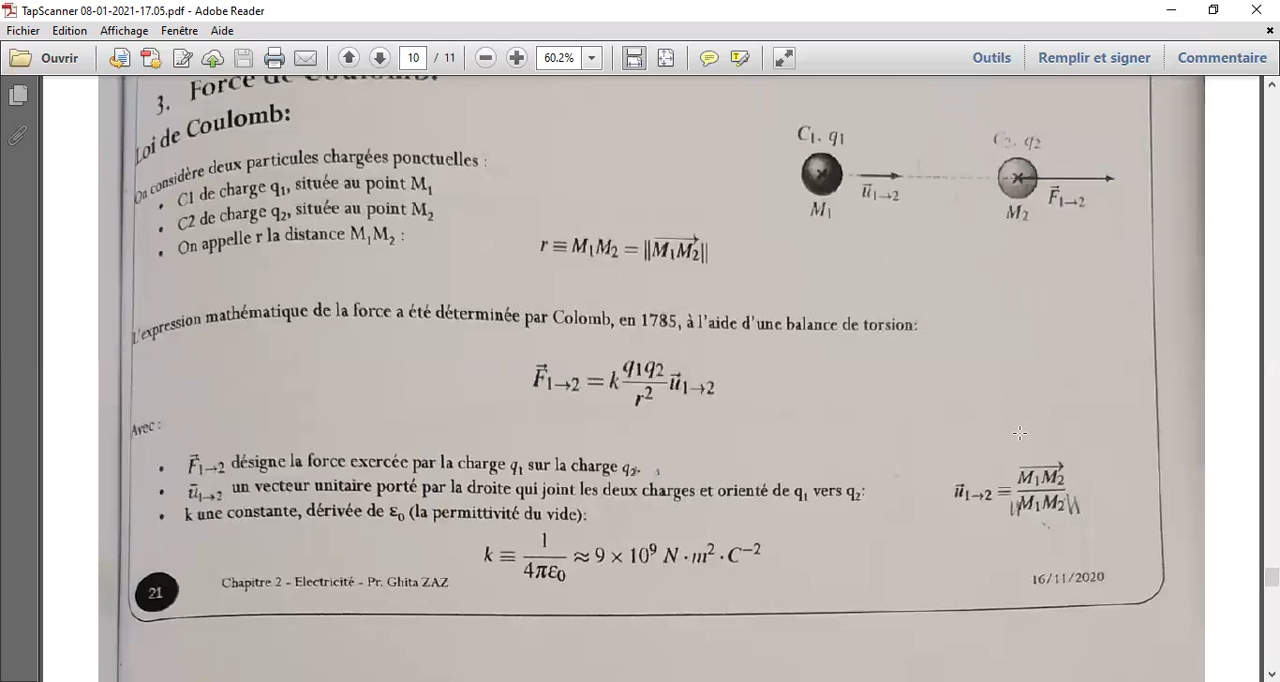 TapScanner 08-01-2021-17.05.pdf - Adobe Reader
Fichier Edition Affichage Fenêtre Aide
Ouvrir 10 / 11 60.2% Outils Remplir et signer Commentaire
3. Force de Coulomb:
Loi de Coulomb:
On considère deux particules chargées ponctuelles :
• C1 de charge q₁, située au point M₁
• C2 de charge q₂, située au point M₂
• On appelle r la distance M₁M₂ :
C₁, q₁
C₂, q₂
u⃗₁→₂
F⃗₁→₂
M₁
M₂
r ≡ M₁M₂ = ||M₁M₂⃗||
L'expression mathématique de la force a été déterminée par Colomb, en 1785, à l'aide d'une balance de torsion:
F⃗₁→₂ = k q₁q₂/r² u⃗₁→₂
Avec :
• F⃗₁→₂ désigne la force exercée par la charge q₁ sur la charge q₂.
• u⃗₁→₂ un vecteur unitaire porté par la droite qui joint les deux charges et orienté de q₁ vers q₂:
u⃗₁→₂ = M₁M₂⃗/||M₁M₂||
• k une constante, dérivée de ε₀ (la permittivité du vide):
k ≡ 1/4πε₀ ≈ 9 × 10⁹ N·m²·C⁻²
21 Chapitre 2 - Electricité - Pr. Ghita ZAZ 16/11/2020